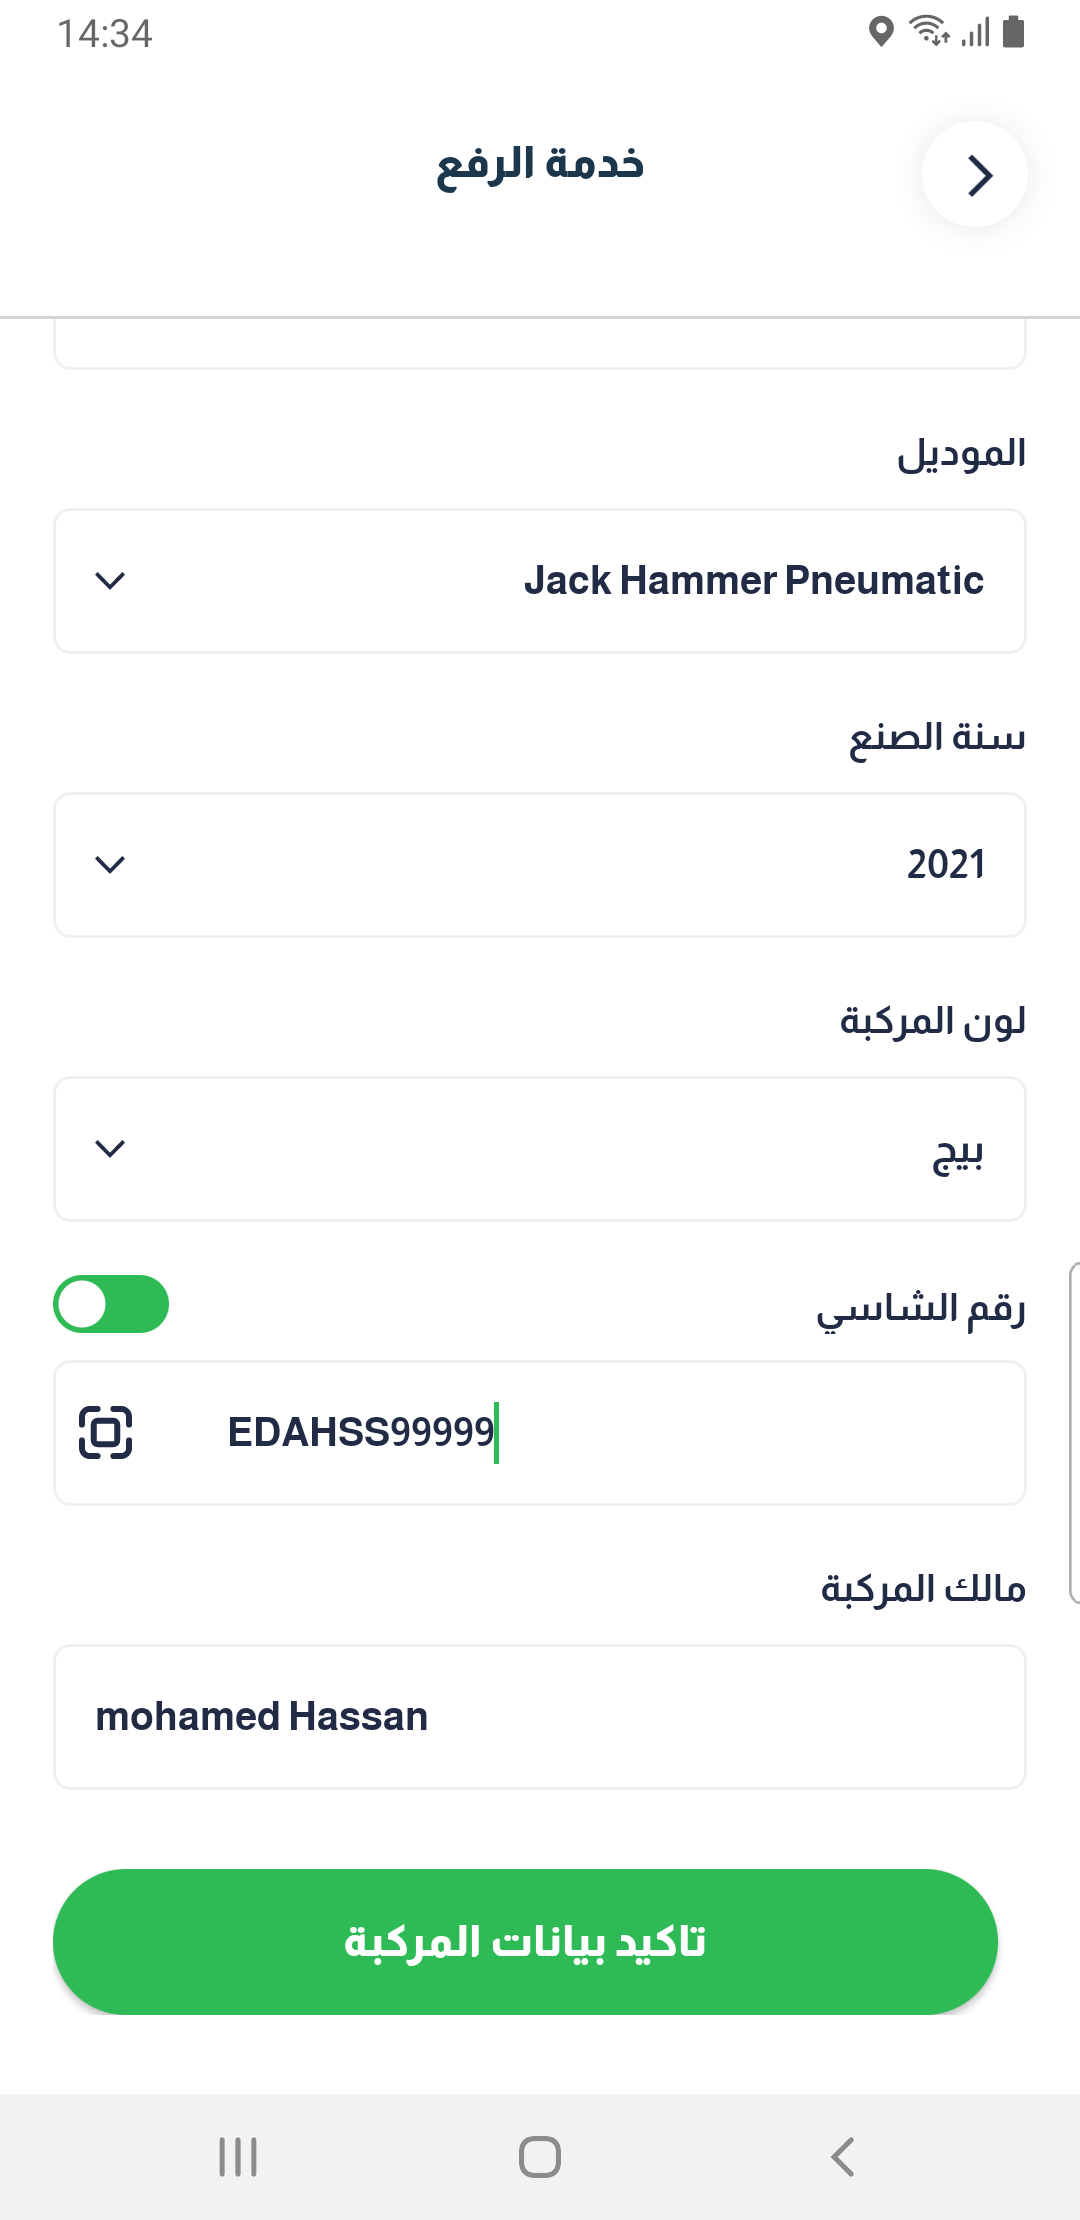 14:34
خدمة الرفع
الموديل
Jack Hammer Pneumatic
سنة الصنع
2021
لون المركبة
بيج
رقم الشاسي
EDAHSS99999
مالك المركبة
mohamed Hassan
تاكيد بيانات المركبة